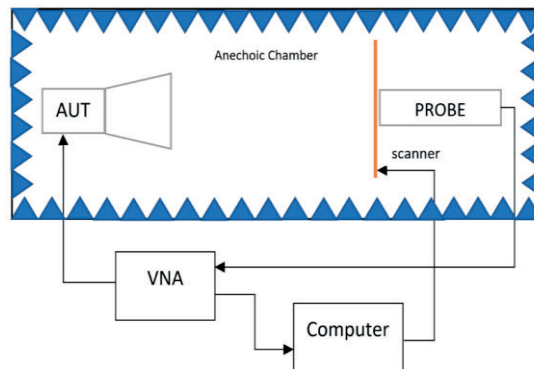 Anechoic Chamber
AUT
PROBE
scanner
VNA
Computer